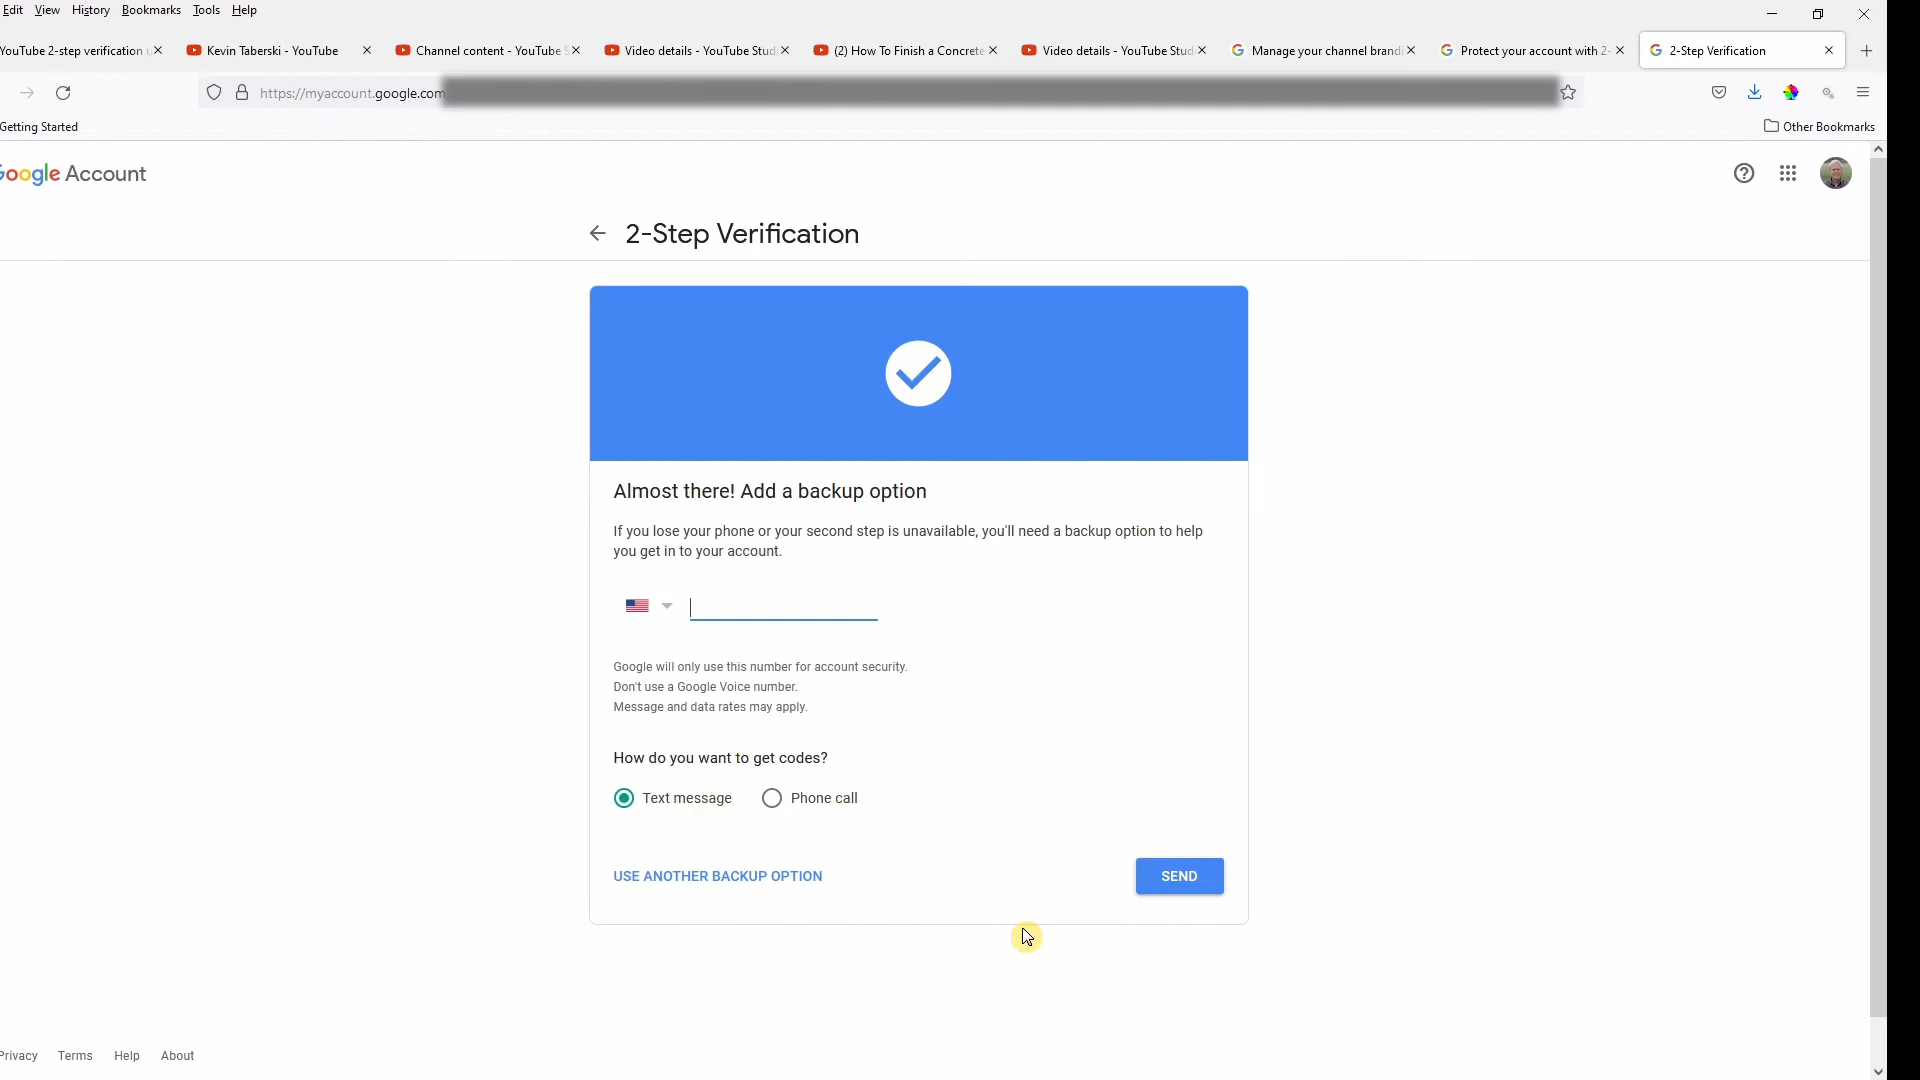 Edit View History Bookmarks Tools Help
YouTube 2-step verification
Kevin Taberski - YouTube
Channel content - YouTube S
Video details - YouTube Studi
(2) How To Finish a Concrete
Video details - YouTube Studi
Manage your channel brandi
Protect your account with 2-
2-Step Verification
https://myaccount.google.com
Getting Started
Other Bookmarks
Google Account
2-Step Verification
Almost there! Add a backup option
If you lose your phone or your second step is unavailable, you'll need a backup option to help
you get in to your account.
Google will only use this number for account security.
Don't use a Google Voice number.
Message and data rates may apply.
How do you want to get codes?
Text message Phone call
USE ANOTHER BACKUP OPTION
SEND
Privacy Terms Help About